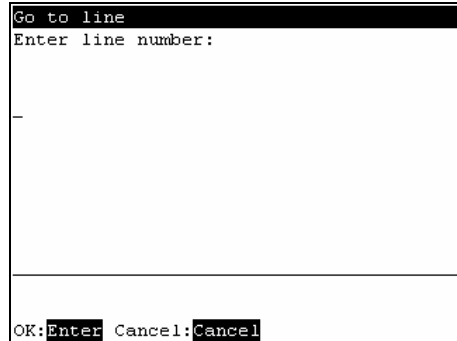 Go to line
Enter line number:
_
OK:Enter Cancel:Cancel